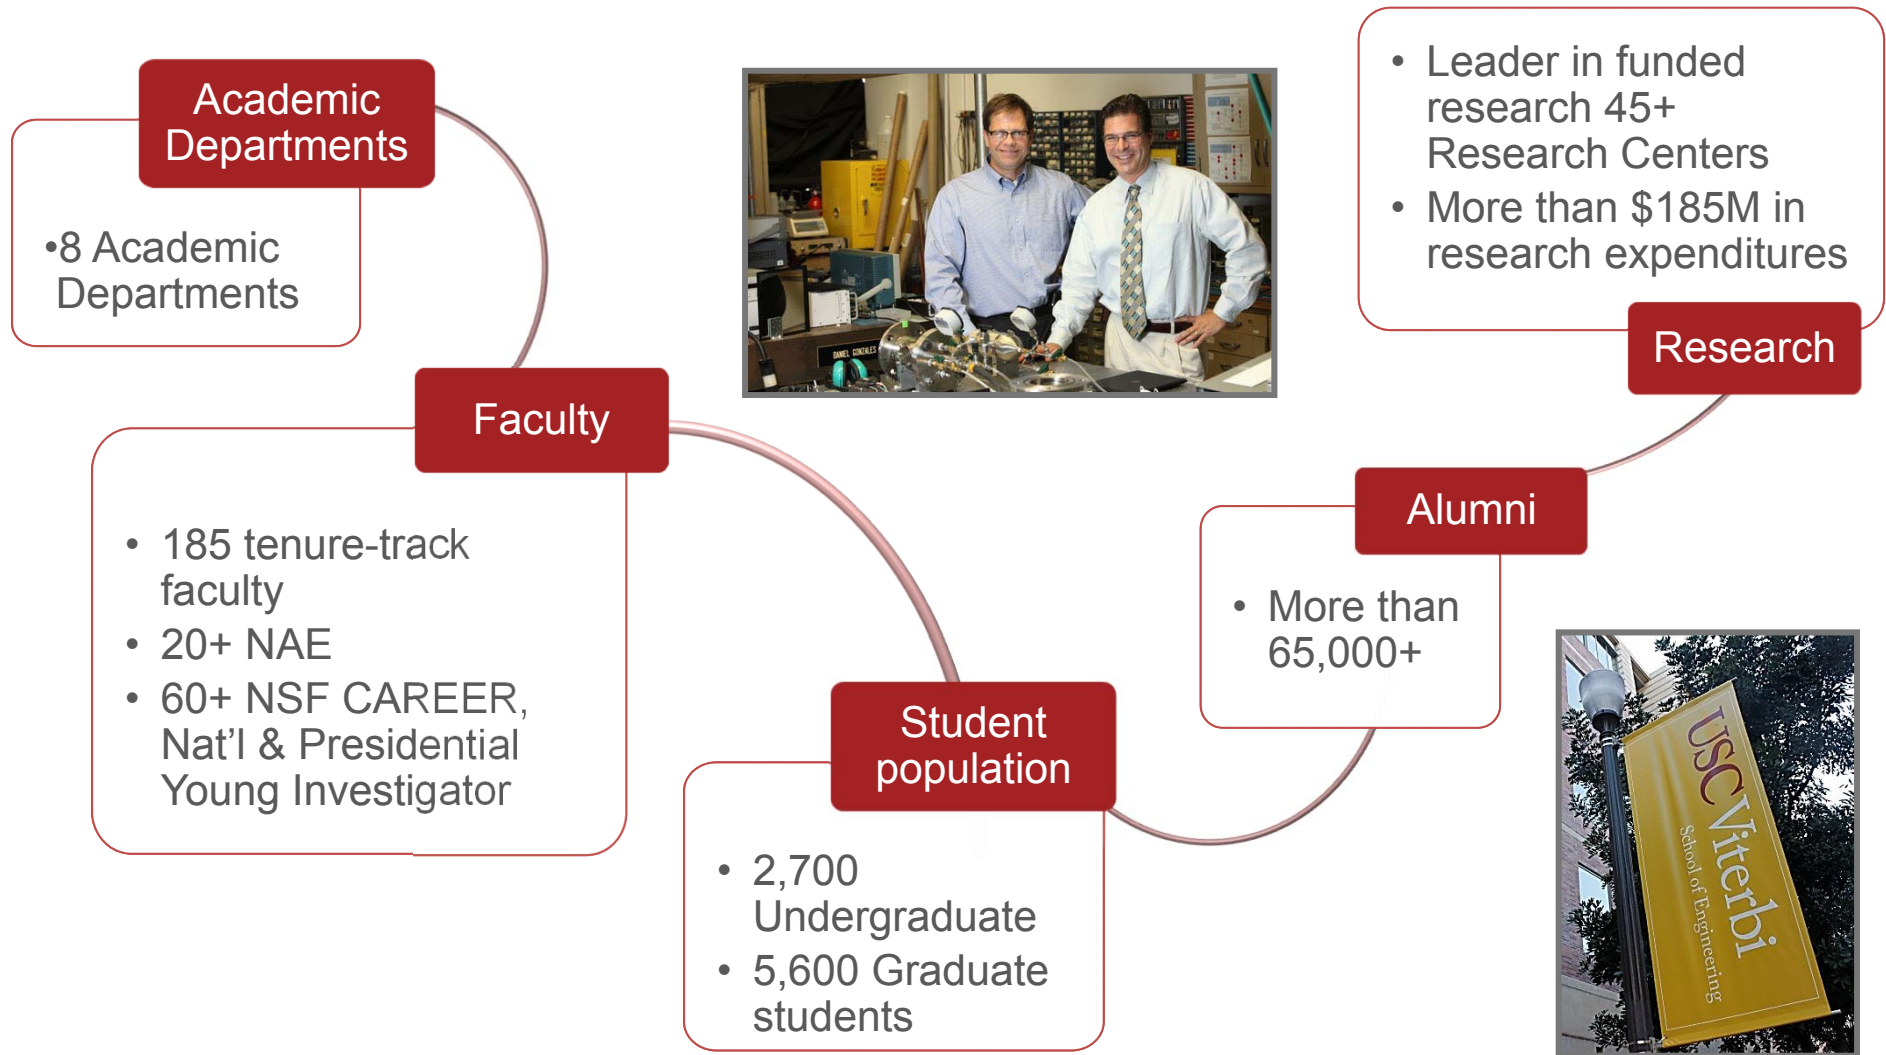 Academic
Departments
•8 Academic
Departments
Faculty
• 185 tenure-track
faculty
• 20+ NAE
• 60+ NSF CAREER,
Nat’l & Presidential
Young Investigator
Student
population
• 2,700
Undergraduate
• 5,600 Graduate
students
Alumni
• More than
65,000+
Research
• Leader in funded
research 45+
Research Centers
• More than $185M in
research expenditures
DANIEL GONZALES
USC Viterbi
School of Engineering